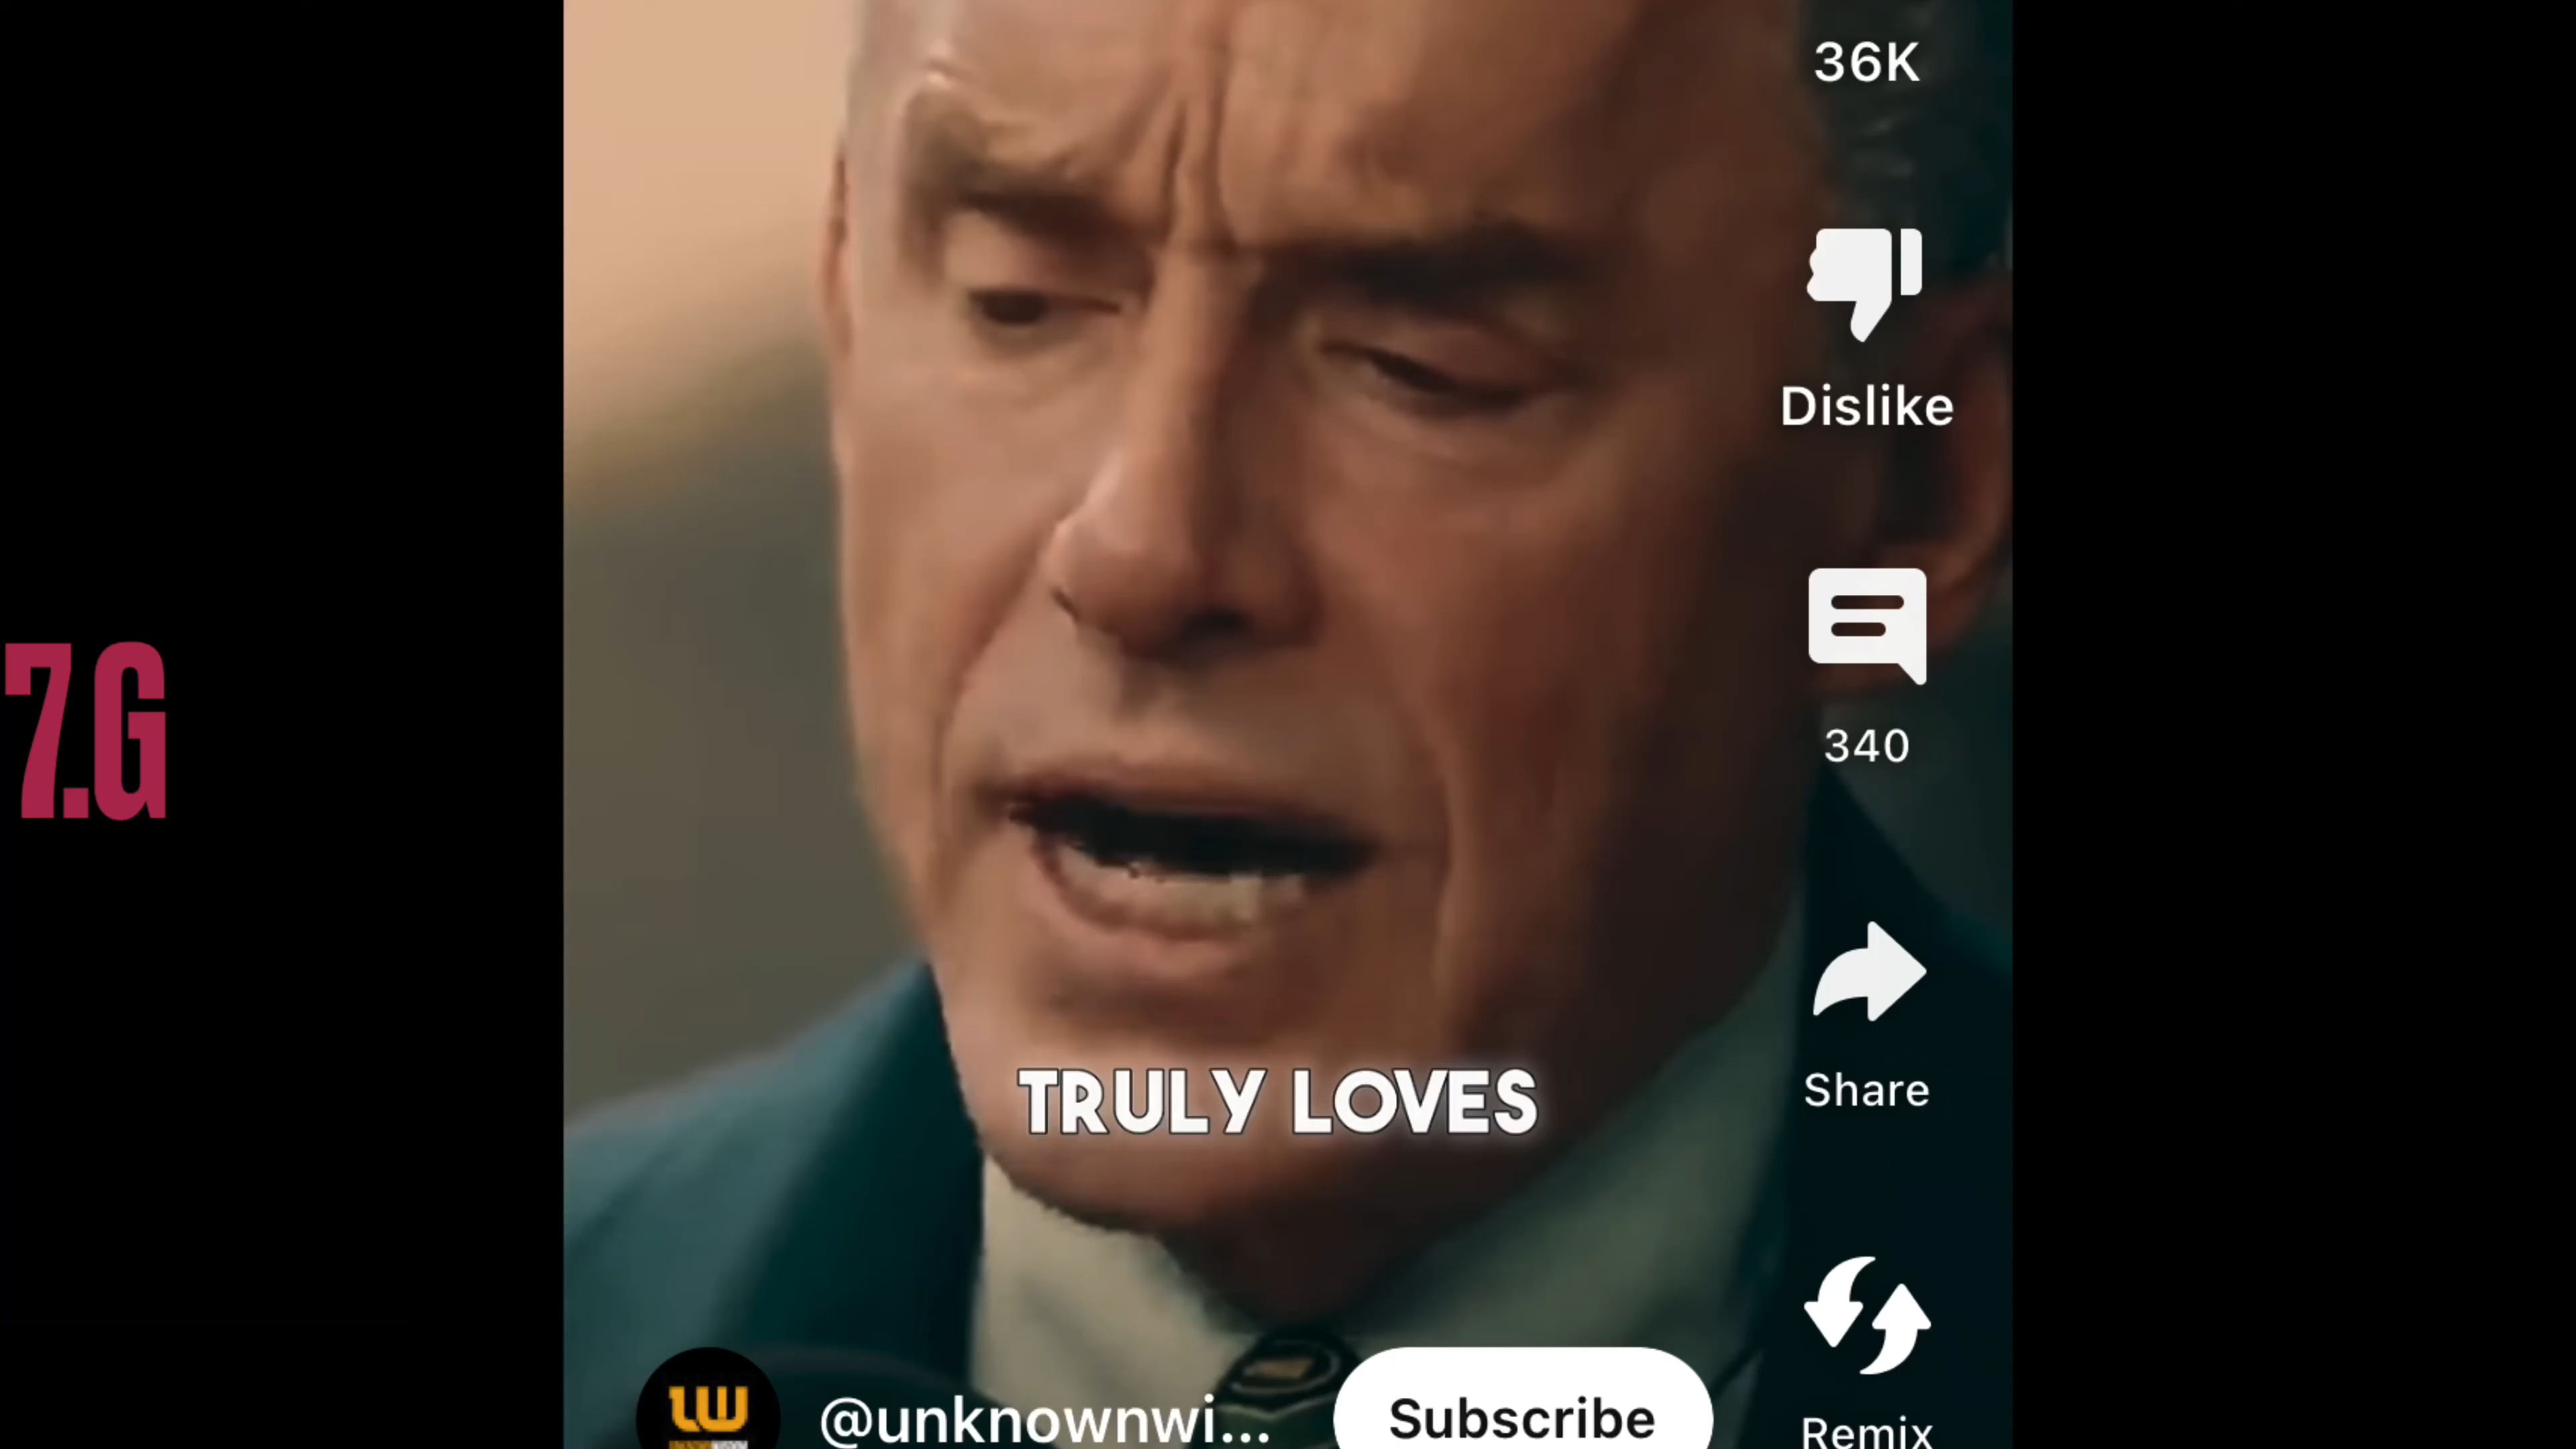 36K
Dislike
7.G
340
TRULY LOVES
Share
@unknownwi...
Subscribe
Remix